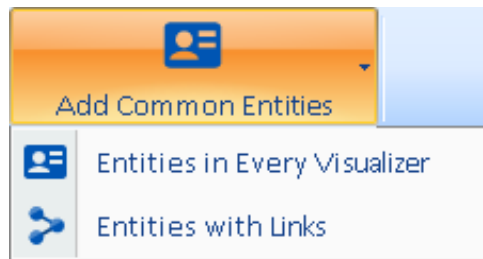 Add Common Entities
Entities in Every Visualizer
Entities with Links